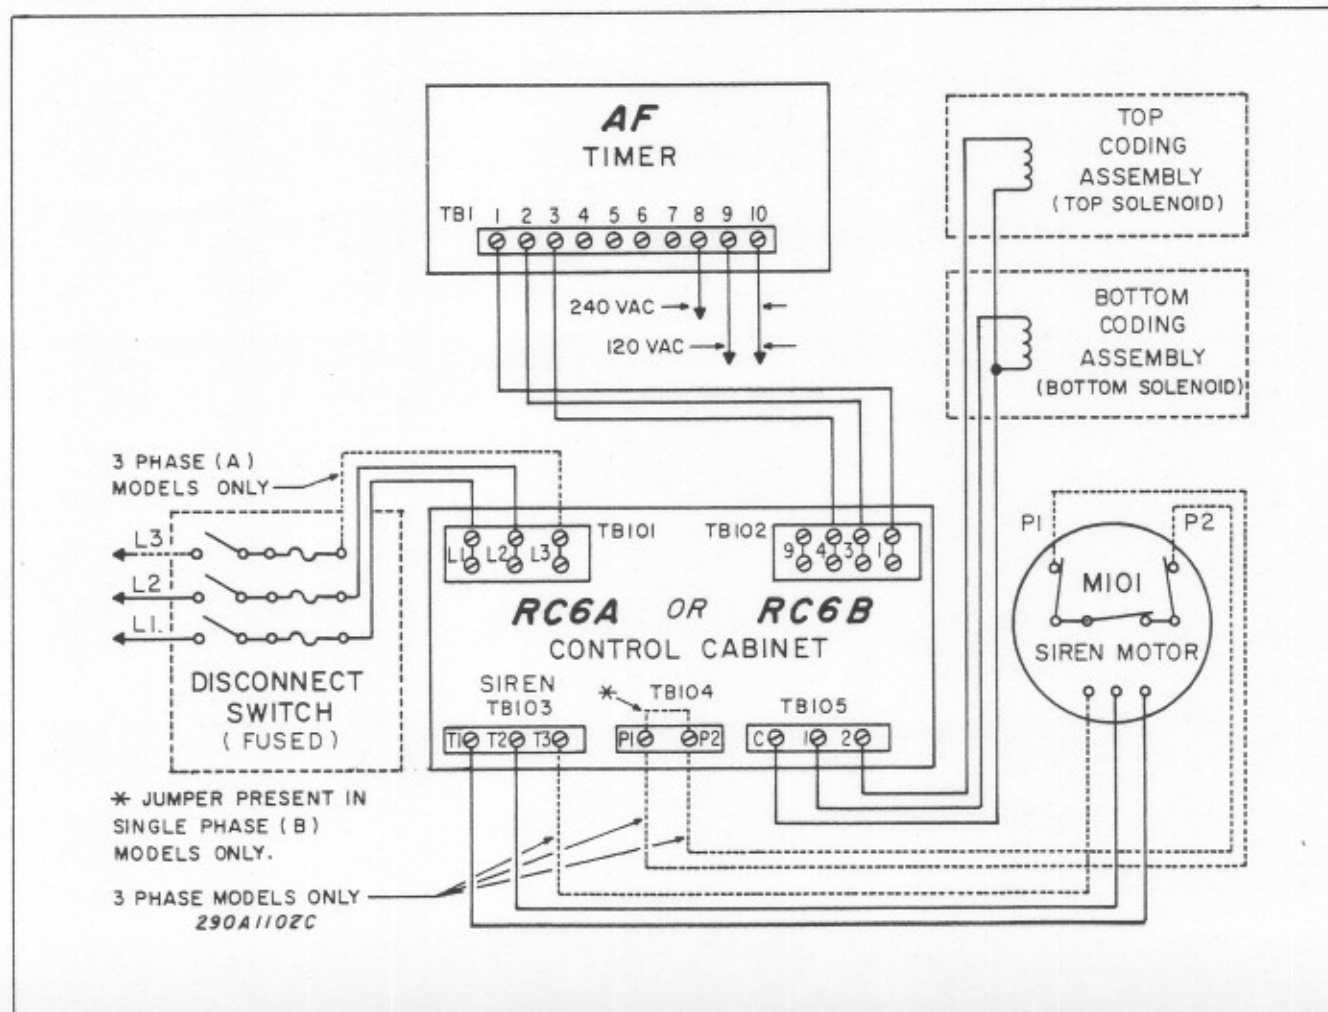 AF
TIMER
TB1 1 2 3 4 5 6 7 8 9 10
240 VAC
120 VAC
TOP
CODING
ASSEMBLY
(TOP SOLENOID)
BOTTOM
CODING
ASSEMBLY
(BOTTOM SOLENOID)
3 PHASE (A)
MODELS ONLY
L3
L2
L1.
DISCONNECT
SWITCH
(FUSED)
TB101
L1 L2 L3
TB102
9 4 3 1
RC6A OR RC6B
CONTROL CABINET
SIREN
TB103
T1 T2 T3
* TB104
P1 P2
TB105
C 1 2
P1 P2
M101
SIREN MOTOR
* JUMPER PRESENT IN
SINGLE PHASE (B)
MODELS ONLY.
3 PHASE MODELS ONLY
290A1102C